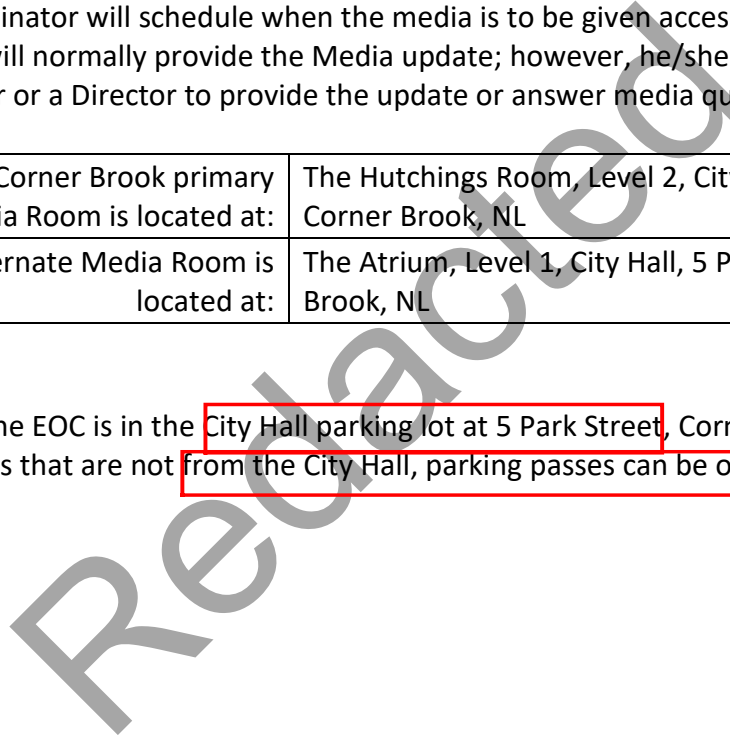 inator will schedule when the media is to be given acces
ill normally provide the Media update; however, he/she
r or a Director to provide the update or answer media qu
Corner Brook primary
ia Room is located at:
The Hutchings Room, Level 2, Cit
Corner Brook, NL
ernate Media Room is
located at:
The Atrium, Level 1, City Hall, 5 P
Brook, NL
ne EOC is in the City Hall parking lot at 5 Park Street, Corr
s that are not from the City Hall, parking passes can be o
Redacted